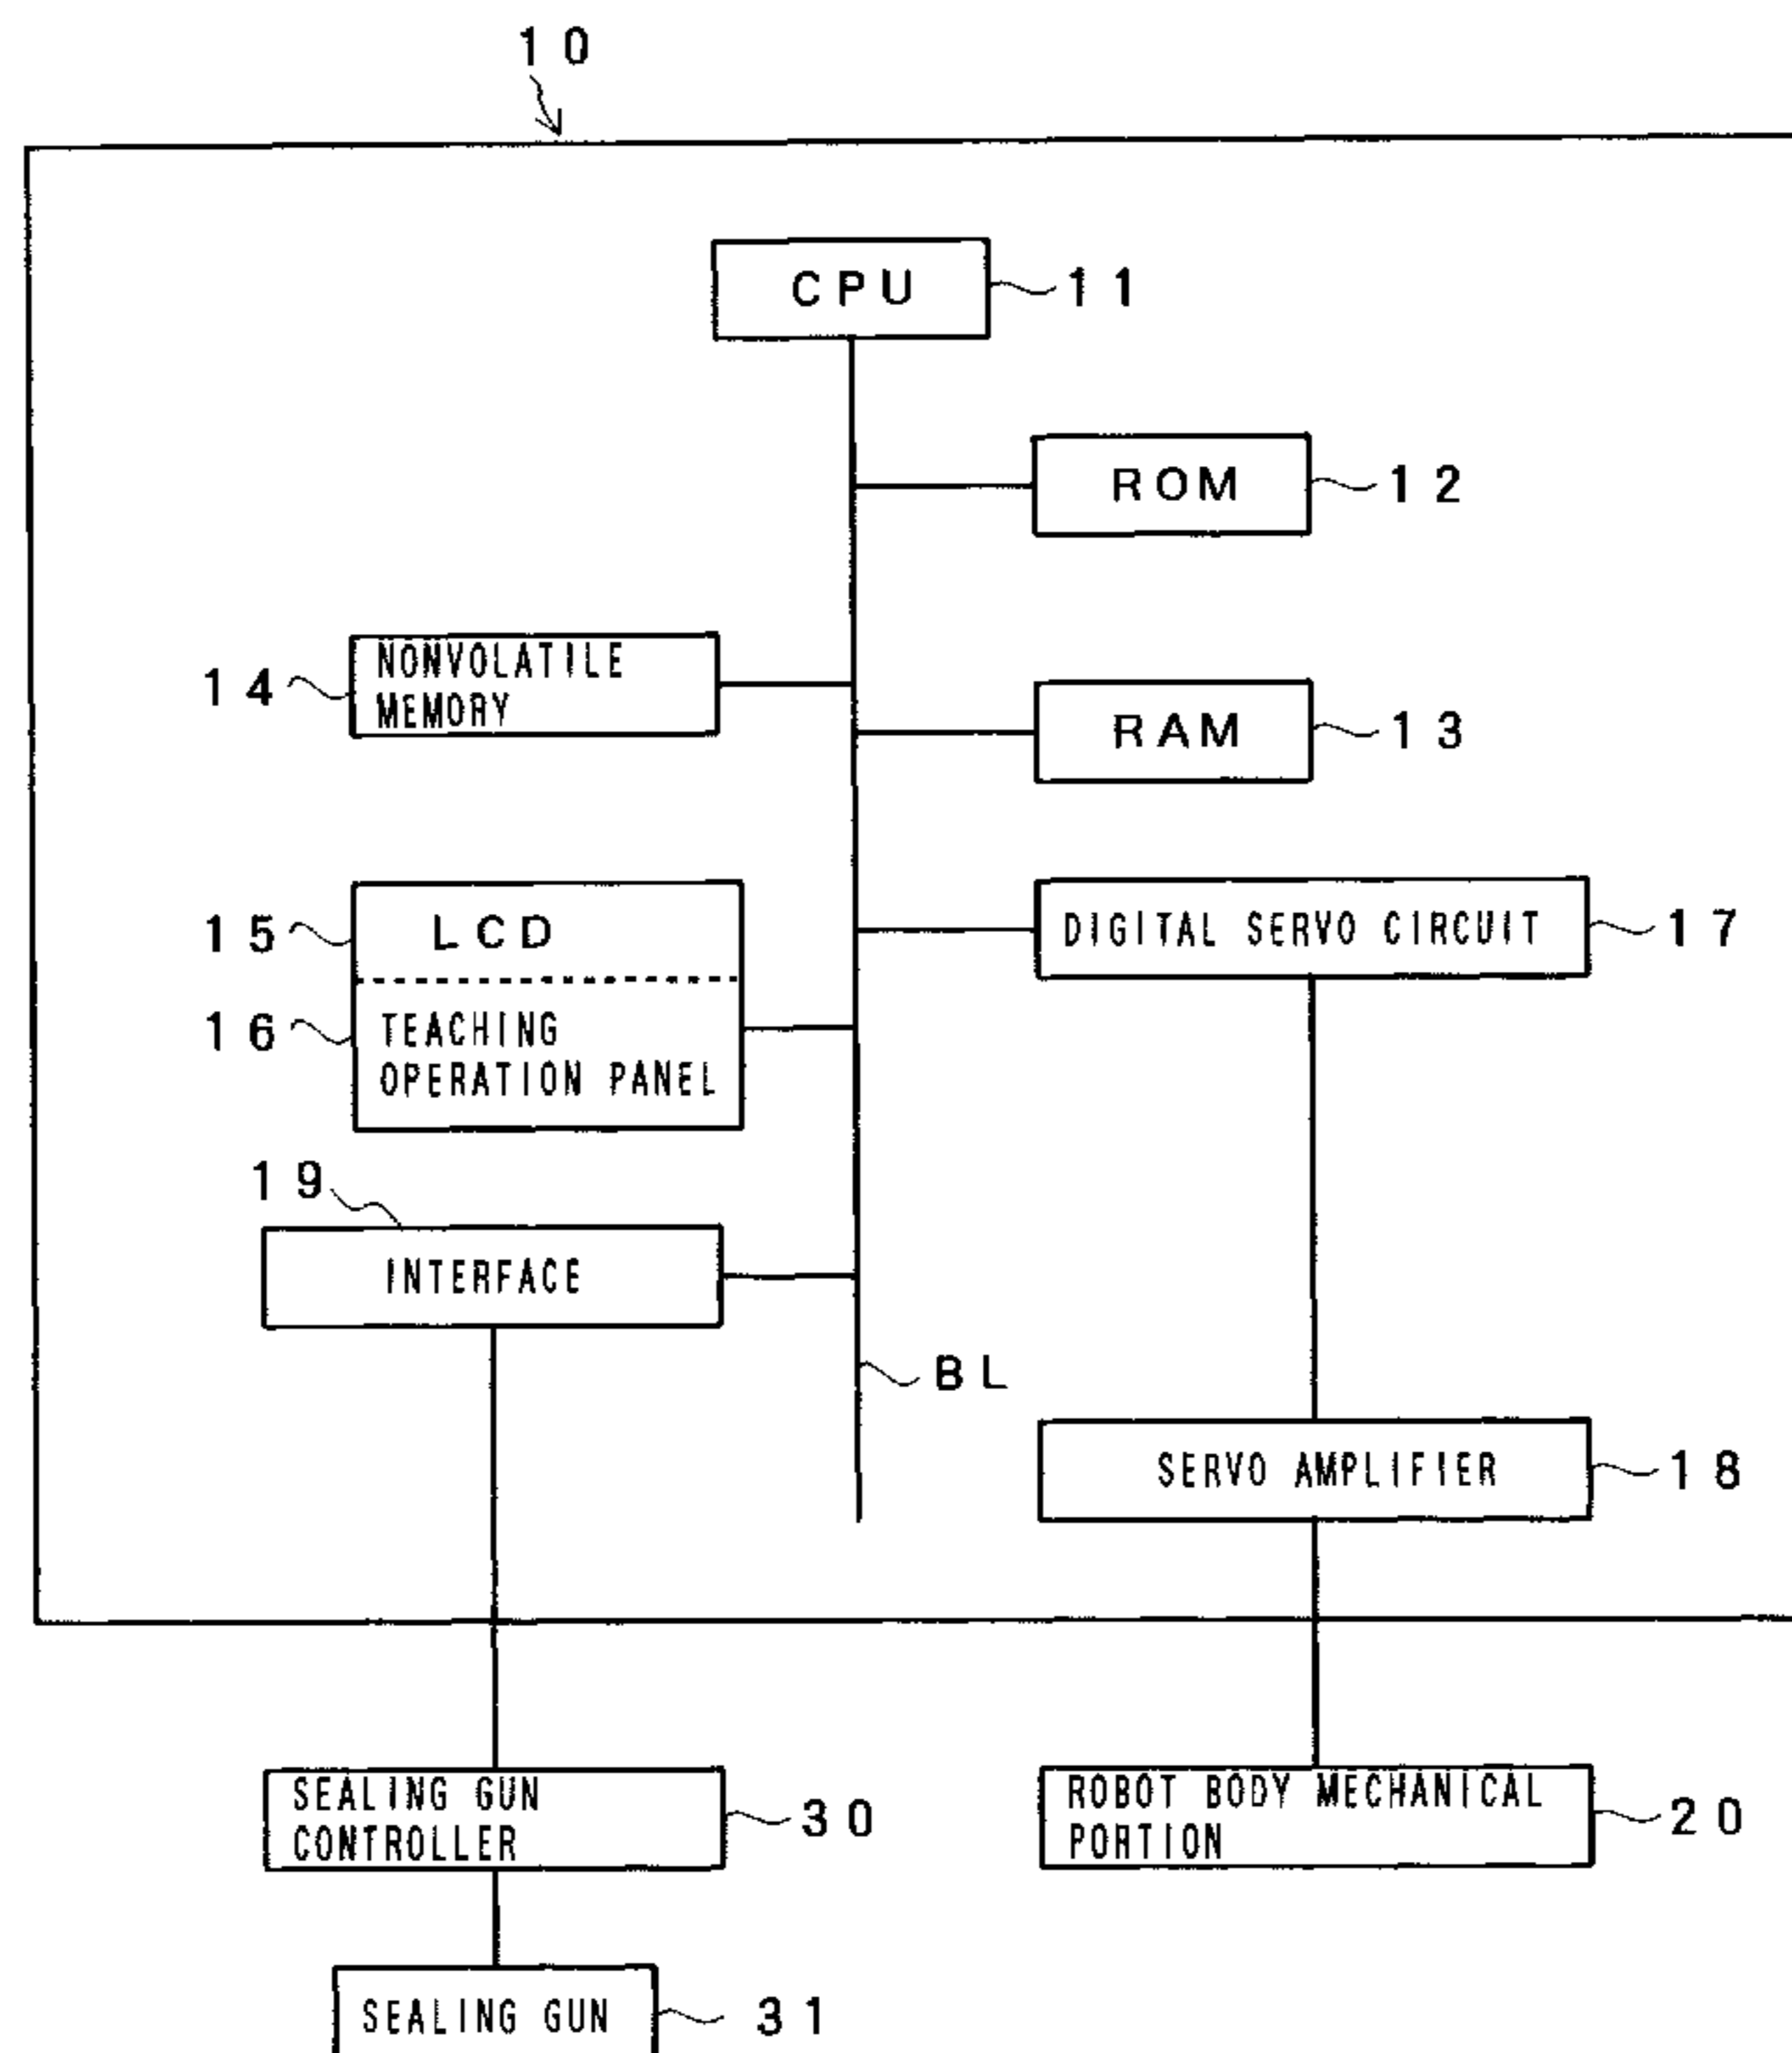 10
CPU
11
ROM
12
NONVOLATILE
MEMORY
14
RAM
13
15
LCD
DIGITAL SERVO CIRCUIT
17
16
TEACHING
OPERATION PANEL
19
INTERFACE
BL
SERVO AMPLIFIER
18
SEALING GUN
CONTROLLER
30
ROBOT BODY MECHANICAL
PORTION
20
SEALING GUN
31